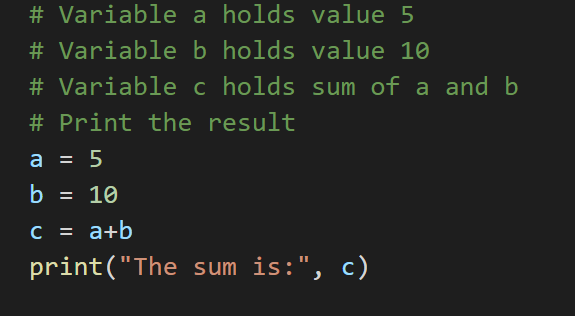 # Variable a holds value 5
# Variable b holds value 10
# Variable c holds sum of a and b
# Print the result
a = 5
b = 10
c = a+b
print("The sum is:", c)